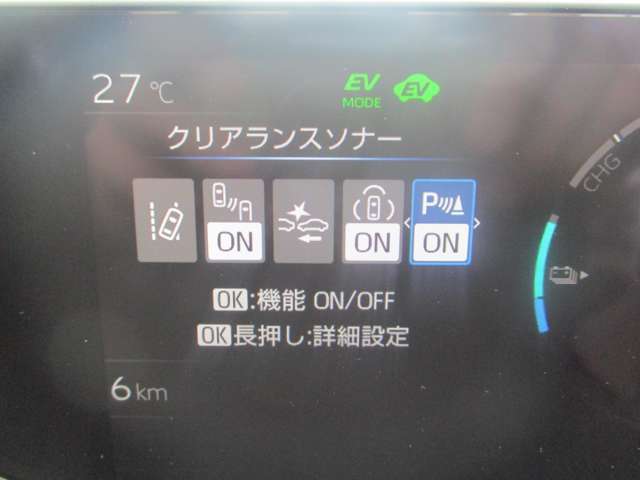 27℃
EV MODE
EV
クリアランスソナー
ON
ON
P
ON
OK:機能 ON/OFF
OK長押し:詳細設定
CHG
6 km